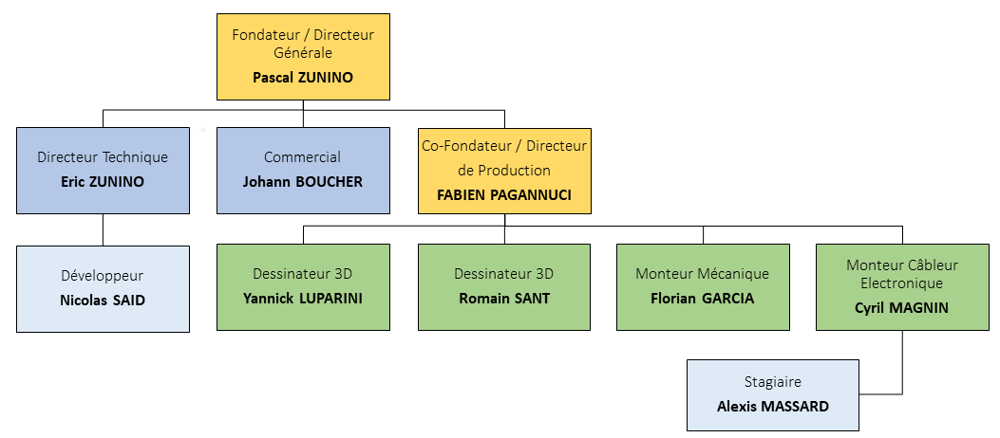 Fondateur / Directeur
Générale
Pascal ZUNINO
Directeur Technique
Eric ZUNINO
Commercial
Johann BOUCHER
Co-Fondateur / Directeur
de Production
FABIEN PAGANNUCI
Développeur
Nicolas SAID
Dessinateur 3D
Yannick LUPARINI
Dessinateur 3D
Romain SANT
Monteur Mécanique
Florian GARCIA
Monteur Câbleur
Electronique
Cyril MAGNIN
Stagiaire
Alexis MASSARD